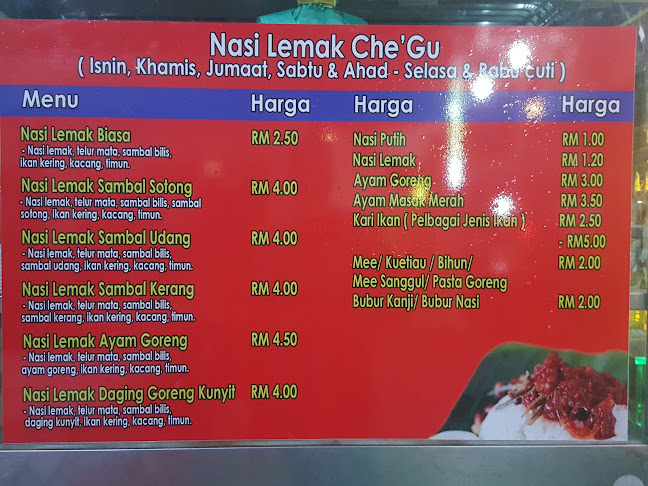 Nasi Lemak Che'Gu
( Isnin, Khamis, Jumaat, Sabtu & Ahad - Selasa & Rabu cuti )
Menu Harga
Nasi Lemak Biasa RM 2.50
- Nasi lemak, telur mata, sambal bilis,
ikan kering, kacang, timun.
Nasi Lemak Sambal Sotong RM 4.00
- Nasi lemak, telur mata, sambal bilis, sambal
sotong, ikan kering, kacang, timun.
Nasi Lemak Sambal Udang RM 4.00
- Nasi lemak, telur mata, sambal bilis,
sambal udang, ikan kering, kacang, timun.
Nasi Lemak Sambal Kerang RM 4.00
- Nasi lemak, telur mata, sambal bilis,
sambal kerang, ikan kering, kacang, timun.
Nasi Lemak Ayam Goreng RM 4.50
- Nasi lemak, telur mata, sambal bilis,
ayam goreng, ikan kering, kacang, timun.
Nasi Lemak Daging Goreng Kunyit RM 4.00
- Nasi lemak, telur mata, sambal bilis,
daging kunyit, ikan kering, kacang, timun.
Harga Harga
Nasi Putih RM 1.00
Nasi Lemak RM 1.20
Ayam Goreng RM 3.00
Ayam Masak Merah RM 3.50
Kari Ikan ( Pelbagai Jenis Ikan ) RM 2.50
- RM5.00
Mee/ Kuetiau / Bihun/ RM 2.00
Mee Sanggul/ Pasta Goreng
Bubur Kanji/ Bubur Nasi RM 2.00